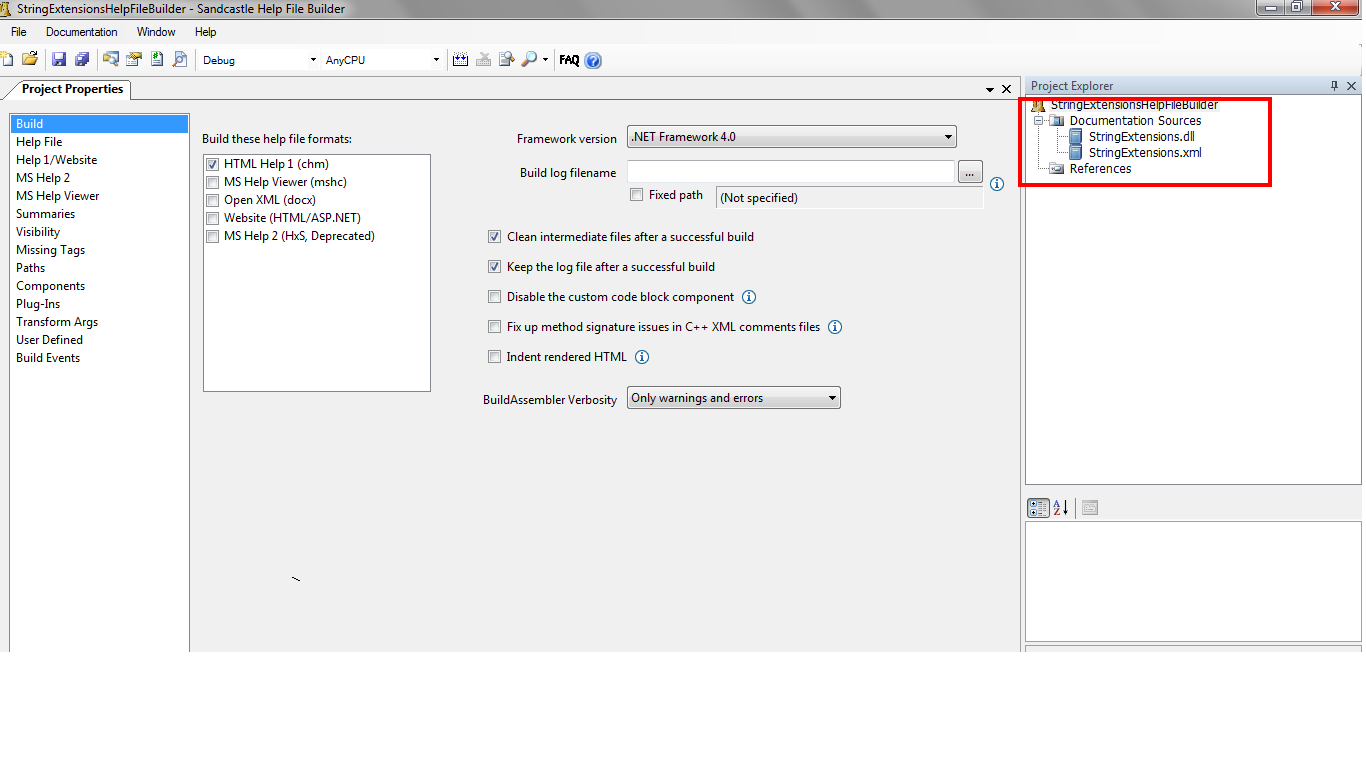 StringExtensionsHelpFileBuilder - Sandcastle Help File Builder
File Documentation Window Help
Debug AnyCPU FAQ ?
Project Properties
Build
Help File
Help 1/Website
MS Help 2
MS Help Viewer
Summaries
Visibility
Missing Tags
Paths
Components
Plug-Ins
Transform Args
User Defined
Build Events
Build these help file formats:
HTML Help 1 (chm)
MS Help Viewer (mshc)
Open XML (docx)
Website (HTML/ASP.NET)
MS Help 2 (HxS, Deprecated)
Framework version .NET Framework 4.0
Build log filename ...
Fixed path (Not specified)
Clean intermediate files after a successful build
Keep the log file after a successful build
Disable the custom code block component
Fix up method signature issues in C++ XML comments files
Indent rendered HTML
BuildAssembler Verbosity Only warnings and errors
Project Explorer
StringExtensionsHelpFileBuilder
Documentation Sources
StringExtensions.dll
StringExtensions.xml
References
A
Z